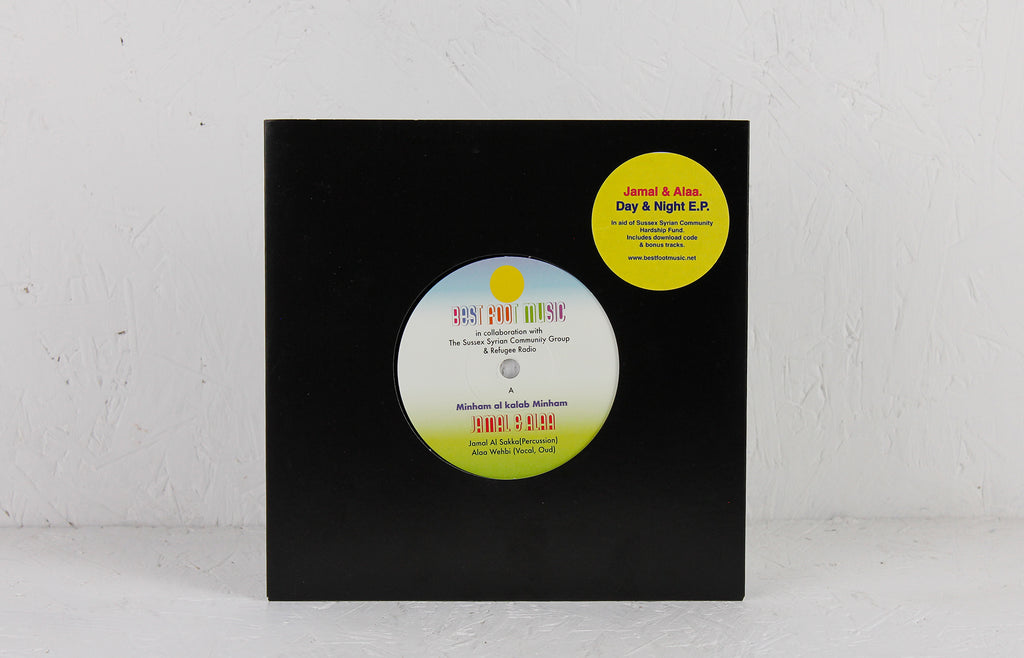 Jamal & Alaa.
Day & Night E.P.
In aid of Sussex Syrian Community
Hardship Fund.
Includes download code
& bonus tracks.
www.bestfootmusic.net
BEST FOOT MUSIC
in collaboration with
The Sussex Syrian Community Group
& Refugee Radio
A
Minham al kalab Minham
JAMAL & ALAA
Jamal Al Sakka(Percussion)
Alaa Wehbi (Vocal, Oud)